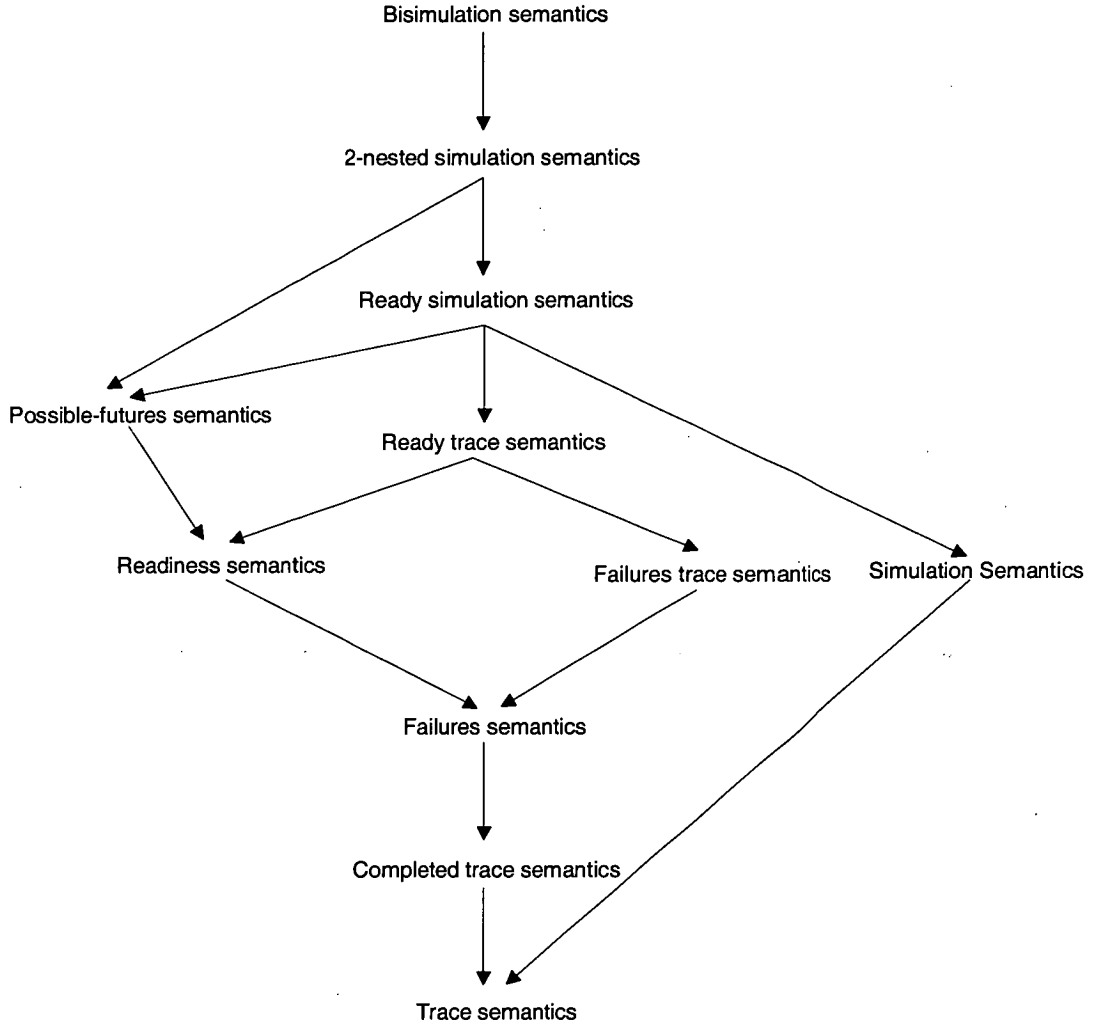 Bisimulation semantics
2-nested simulation semantics
Ready simulation semantics
Possible-futures semantics
Ready trace semantics
Readiness semantics
Failures trace semantics
Simulation Semantics
Failures semantics
Completed trace semantics
Trace semantics